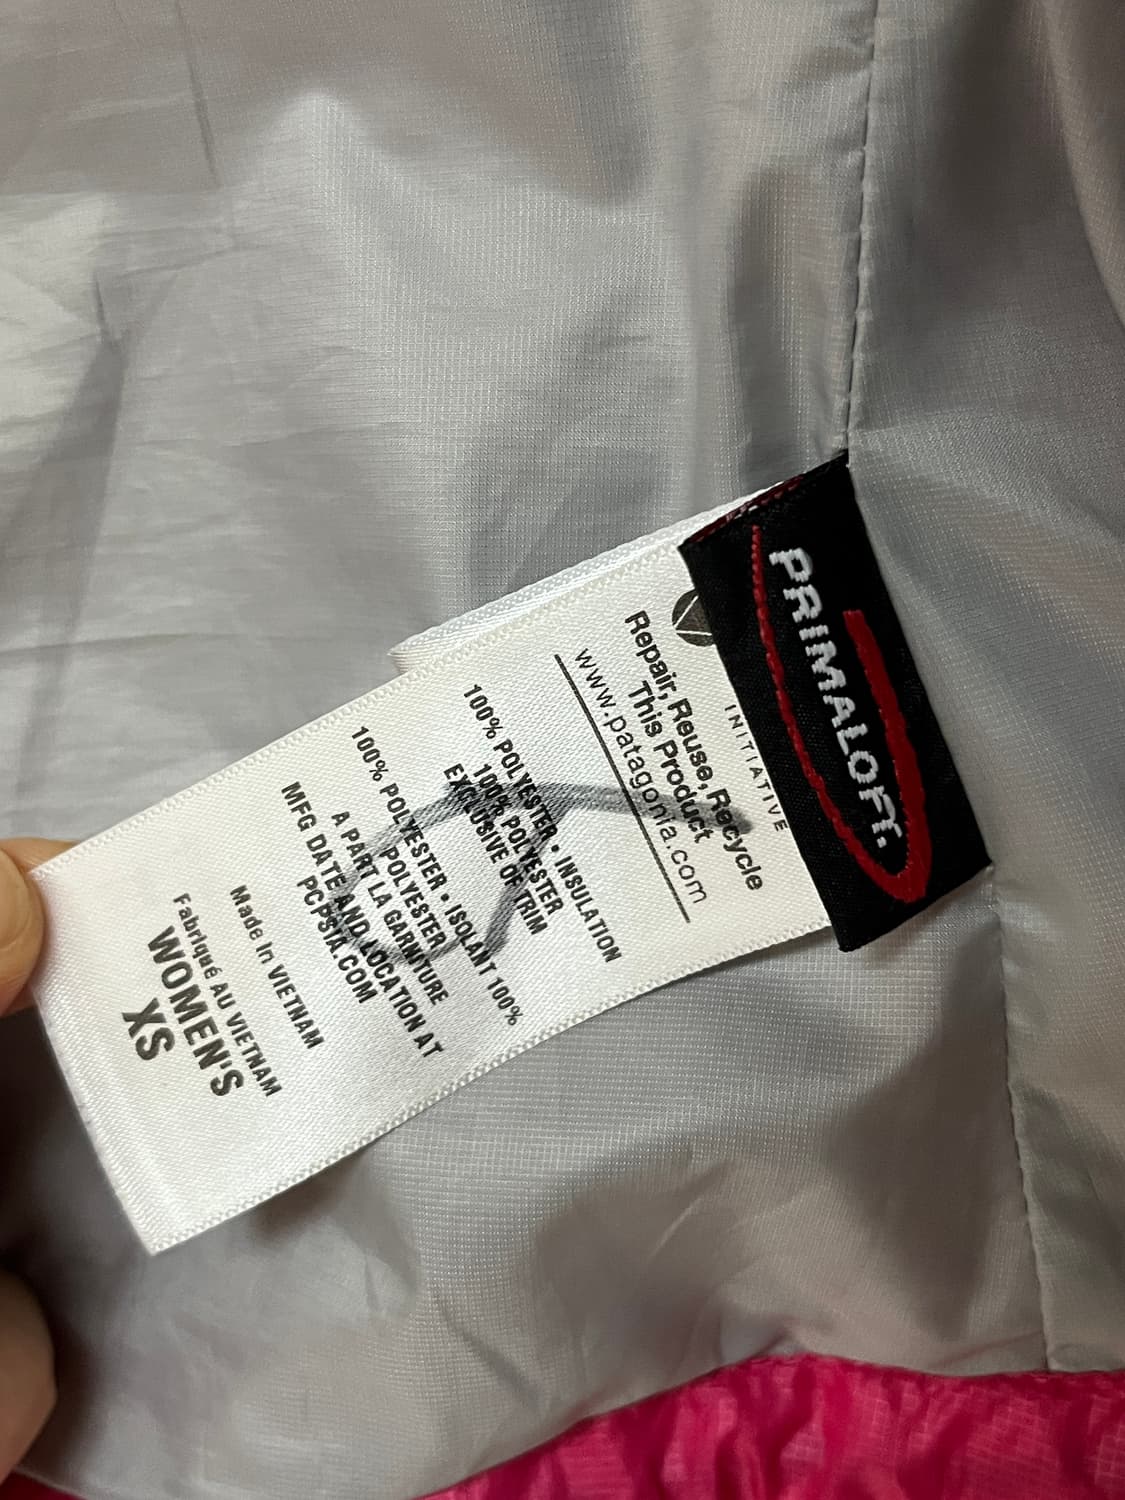 PRIMALOFT.
INITIATIVE
Repair, Reuse, Recycle
This Product
www.patagonia.com
100% POLYESTER • INSULATION
100% POLYESTER
EXCLUSIVE OF TRIM
100% POLYESTER • ISOLANT 100%
POLYESTER
A PART LA GARNITURE
MFG DATE AND LOCATION AT
PCPSIA.COM
Made In VIETNAM
Fabriqué AU VIETNAM
WOMEN'S
XS